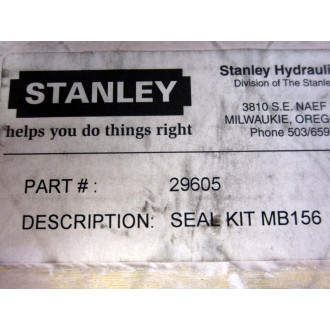 STANLEY
helps you do things right
Stanley Hydrauli
Division of The Stanle
3810 S.E. NAEF
MILWAUKIE, OREG
Phone 503/659
PART #: 29605
DESCRIPTION: SEAL KIT MB156